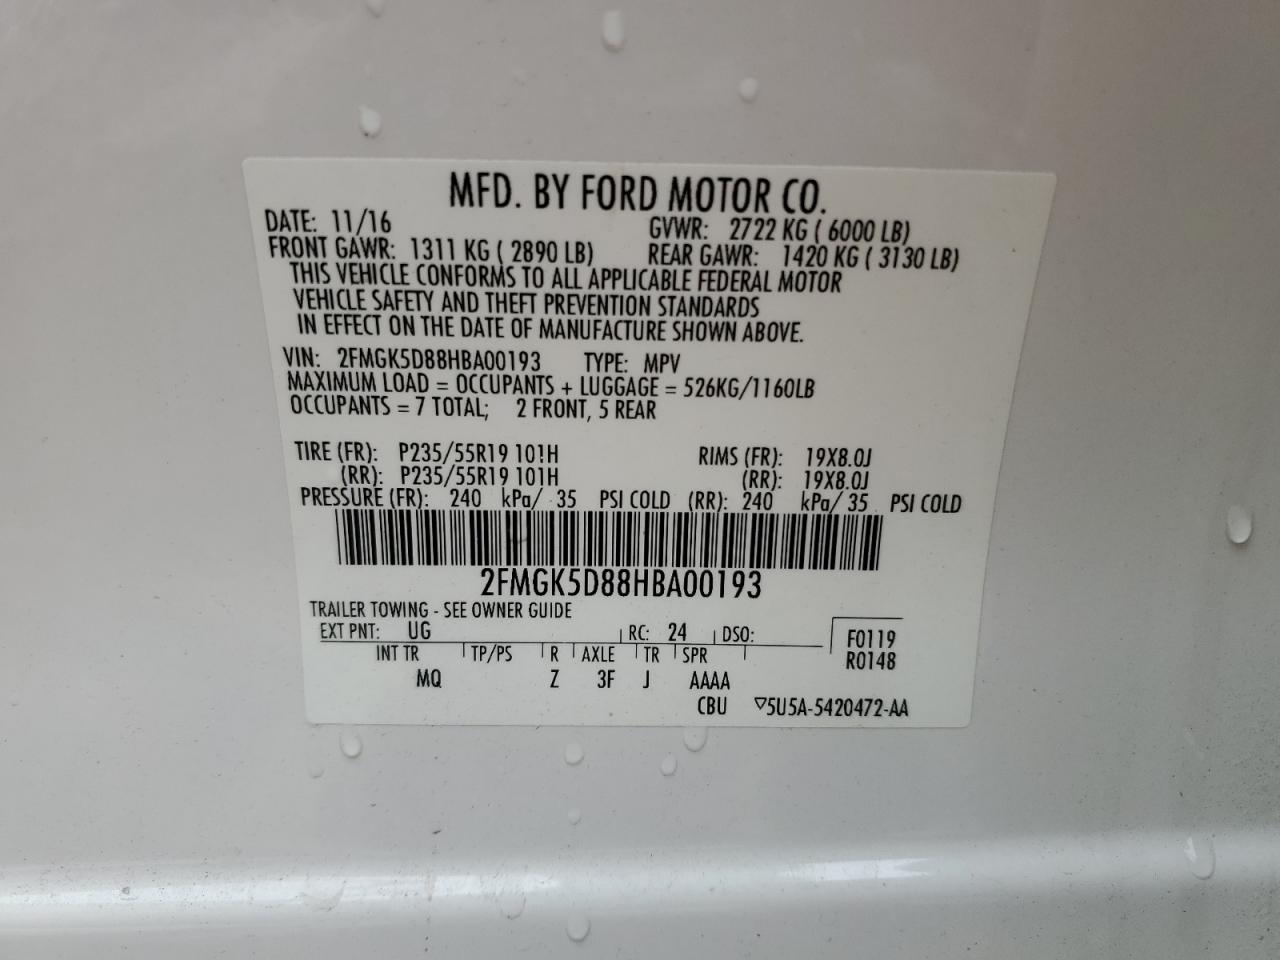 MFD. BY FORD MOTOR CO.
DATE: 11/16 GVWR: 2722 KG ( 6000 LB)
FRONT GAWR: 1311 KG ( 2890 LB) REAR GAWR: 1420 KG ( 3130 LB)
THIS VEHICLE CONFORMS TO ALL APPLICABLE FEDERAL MOTOR
VEHICLE SAFETY AND THEFT PREVENTION STANDARDS
IN EFFECT ON THE DATE OF MANUFACTURE SHOWN ABOVE.
VIN: 2FMGK5D88HBA00193 TYPE: MPV
MAXIMUM LOAD = OCCUPANTS + LUGGAGE = 526KG/1160LB
OCCUPANTS = 7 TOTAL; 2 FRONT, 5 REAR
TIRE (FR): P235/55R19 101H RIMS (FR): 19X8.0J
(RR): P235/55R19 101H (RR): 19X8.0J
PRESSURE (FR): 240 kPa/ 35 PSI COLD (RR): 240 kPa/ 35 PSI COLD
2FMGK5D88HBA00193
TRAILER TOWING - SEE OWNER GUIDE
EXT PNT: UG RC: 24 DSO: F0119
INT TR TP/PS R AXLE TR SPR R0148
MQ Z 3F J AAAA
CBU ▽5U5A-5420472-AA